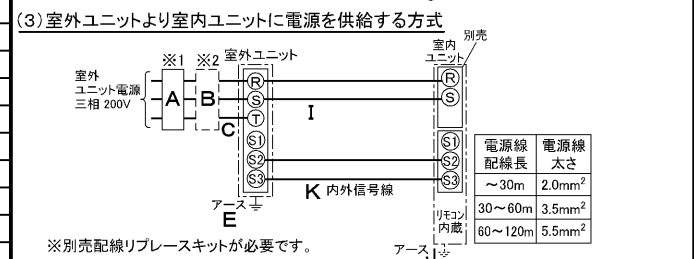 (3)室外ユニットより室内ユニットに電源を供給する方式
※1 ※2 室外ユニット
室内
ユニット
別売
室外
ユニット電源
三相 200V
A
B
C
R
S
T
S1
S2
S3
I
R
S
S1
S2
S3
K 内外信号線
アース
E
リモコン
内蔵
アース
J
電源線
配線長
電源線
太さ
～30m 2.0mm²
30～60m 3.5mm²
60～120m 5.5mm²
※別売配線リプレースキットが必要です。